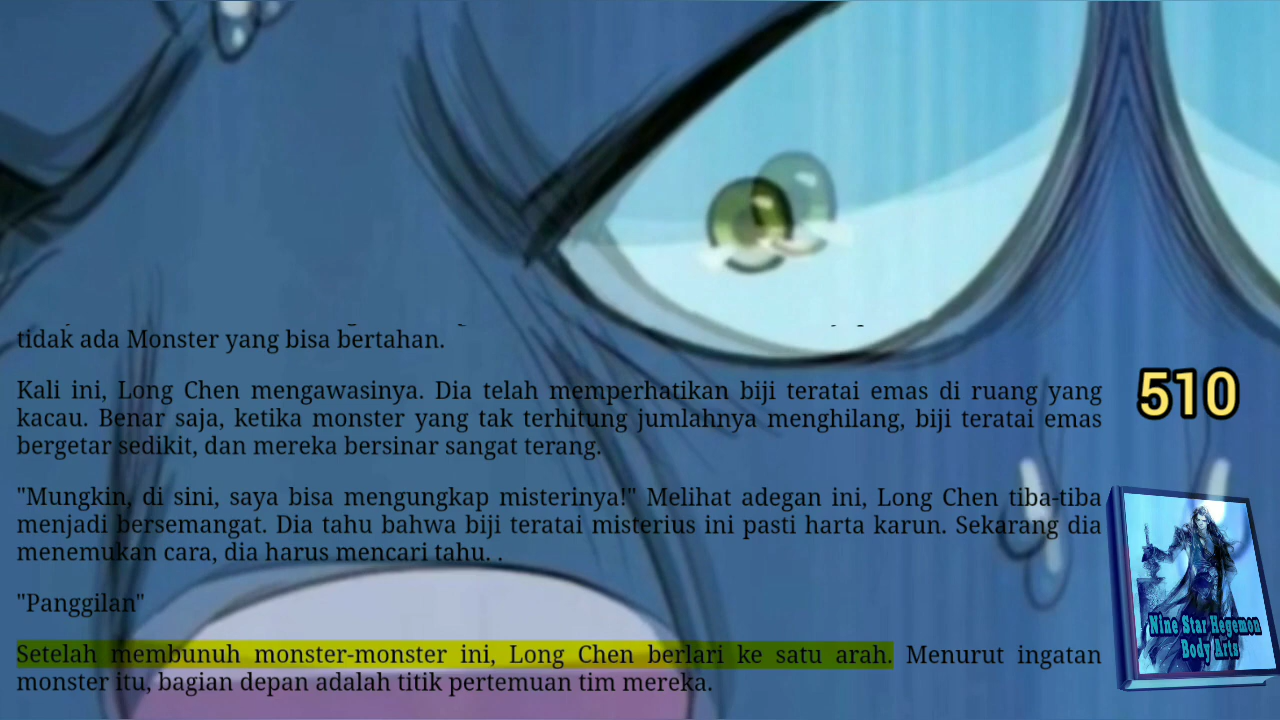 tidak ada Monster yang bisa bertahan.
Kali ini, Long Chen mengawasinya. Dia telah memperhatikan biji teratai emas di ruang yang
kacau. Benar saja, ketika monster yang tak terhitung jumlahnya menghilang, biji teratai emas
bergetar sedikit, dan mereka bersinar sangat terang.
"Mungkin, di sini, saya bisa mengungkap misterinya!" Melihat adegan ini, Long Chen tiba-tiba
menjadi bersemangat. Dia tahu bahwa biji teratai misterius ini pasti harta karun. Sekarang dia
menemukan cara, dia harus mencari tahu. .
"Panggilan"
Setelah membunuh monster-monster ini, Long Chen berlari ke satu arah. Menurut ingatan
monster itu, bagian depan adalah titik pertemuan tim mereka.
510
Nine Star Hegemon
Body Arts